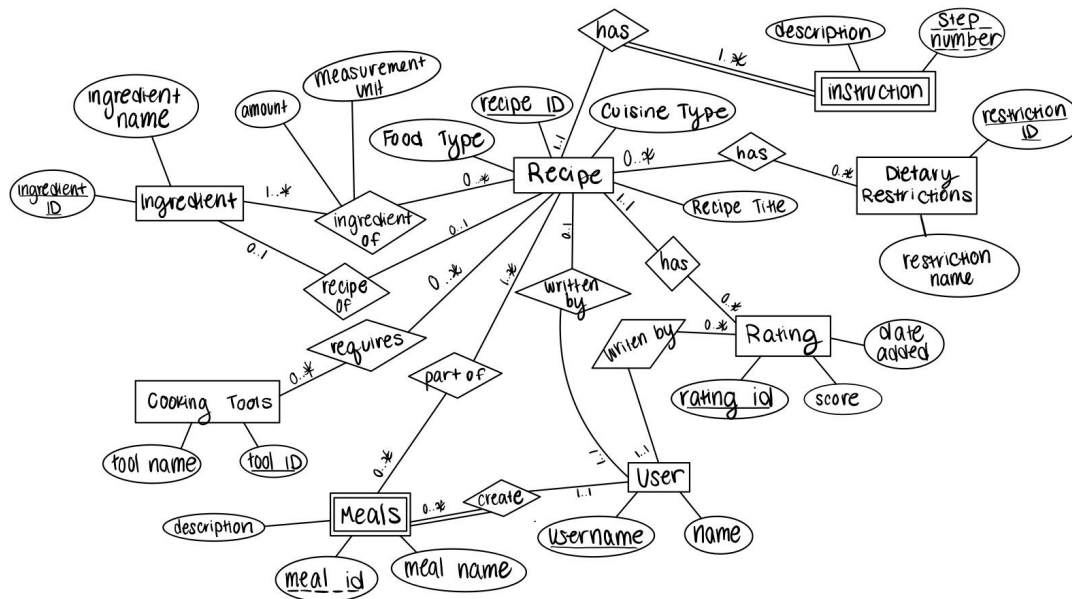 has
description
step
number
1..*
instruction
measurement
unit
ingredient
name
amount
recipe ID
Cuisine Type
Food Type
1..1
restriction
ID
has
0..*
0..*
Recipe
Dietary
Restrictions
ingredient
ID
Ingredient
1..*
0..*
ingredient
of
Recipe Title
1..1
0..1
0..1
0..1
has
restriction
name
recipe
of
0..*
1..*
written
by
0..*
requires
writen by
0..*
Rating
date
added
0..*
part of
Cooking Tools
rating id
score
tool name
tool ID
0..*
1..1
1..1
User
description
Meals
0..*
create
1..1
username
name
meal_id
meal name